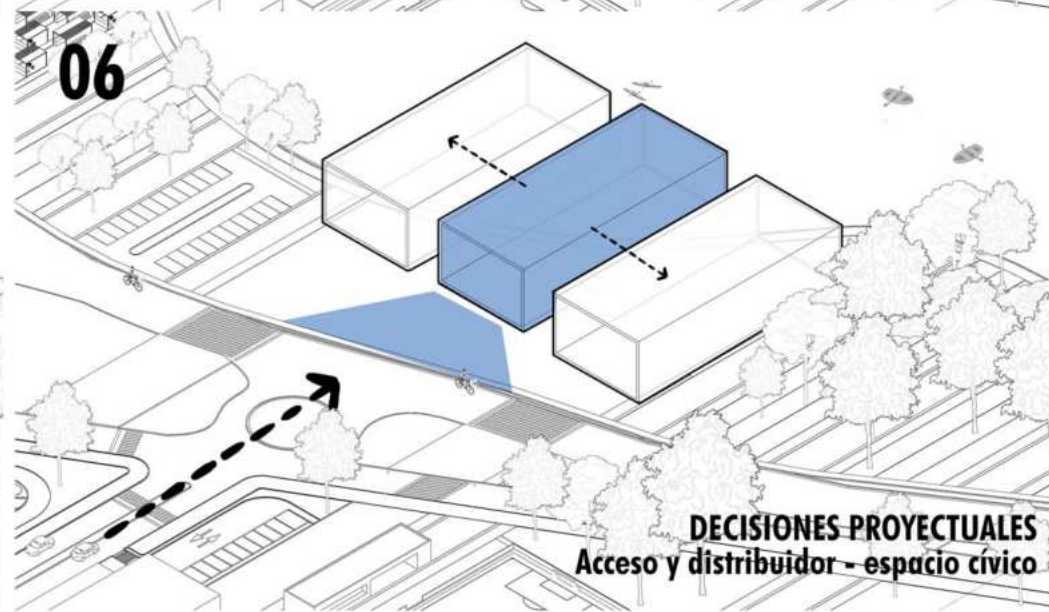 06
DECISIONES PROYECTUALES
Acceso y distribuidor - espacio cívico